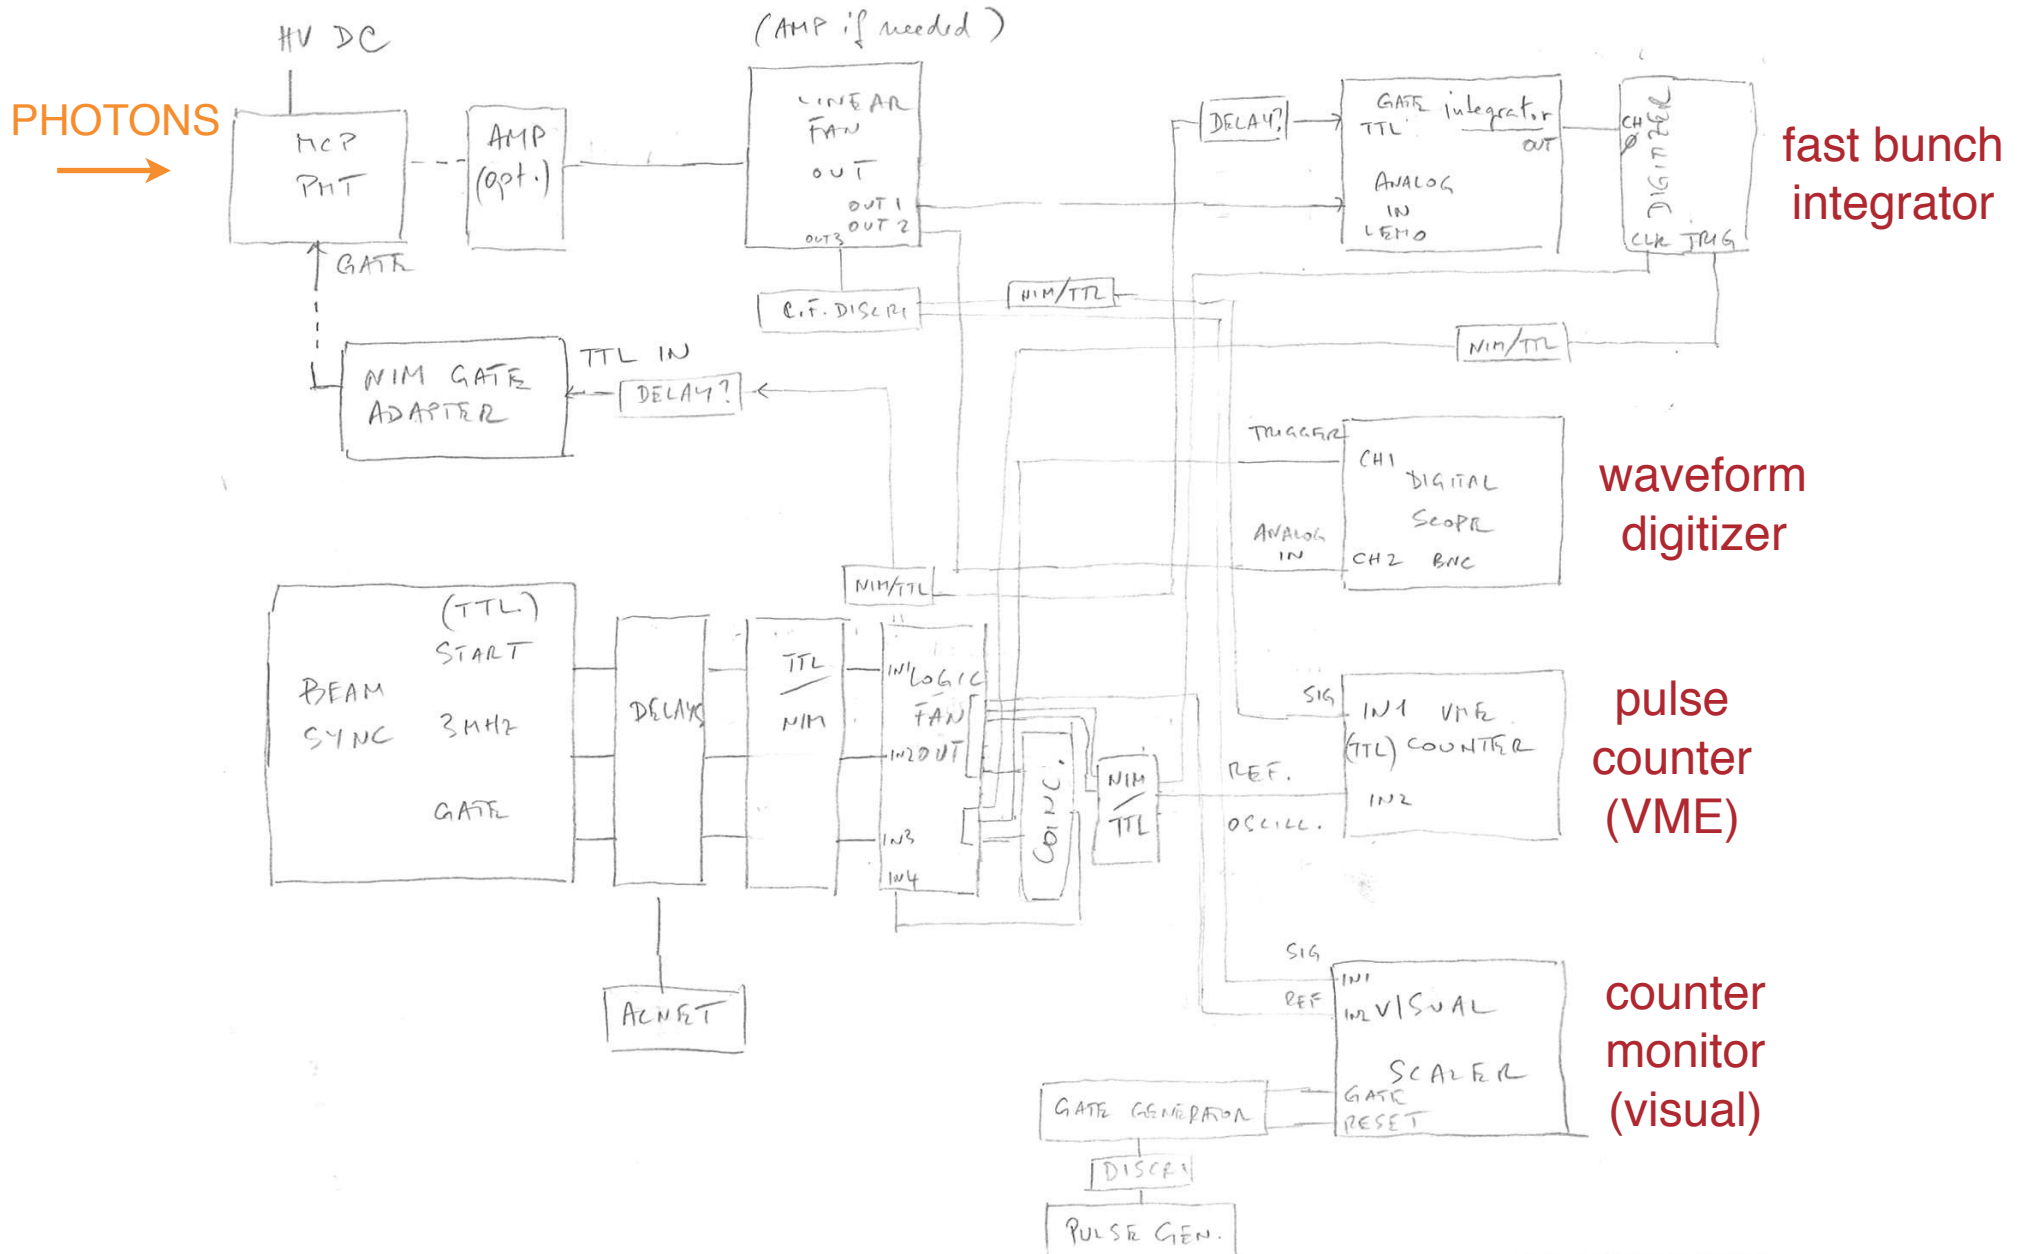 HV DC
(AMP if needed)
PHOTONS
MCP
PMT
AMP
(opt.)
LINEAR
FAN
OUT
OUT 1
OUT 2
OUT3
DELAY?
GATE
TTL
integrator
OUT
ANALOG
IN
LEMO
CH
Ø
DIGITIZER
CLK TRIG
fast bunch
integrator
GATE
C.F. DISCRI
NIM/TTL
NIM/TTL
NIM GATE
ADAPTER
TTL IN
DELAY?
TRIGGER
CH1
DIGITAL
SCOPE
ANALOG
IN
CH2 BNC
waveform
digitizer
NIM/TTL
BEAM
SYNC
(TTL)
START
3MHz
GATE
DELAYS
TTL
/
NIM
IN1
LOGIC
FAN
IN2
OUT
IN3
IN4
COINC.
NIM
/
TTL
REF.
OSCILL.
SIG
IN1 VME
(TTL) COUNTER
IN2
pulse
counter
(VME)
ACNET
SIG
REF
IN1
IN2
VISUAL
SCALER
GATE
RESET
counter
monitor
(visual)
GATE GENERATOR
DISCRI
PULSE GEN.